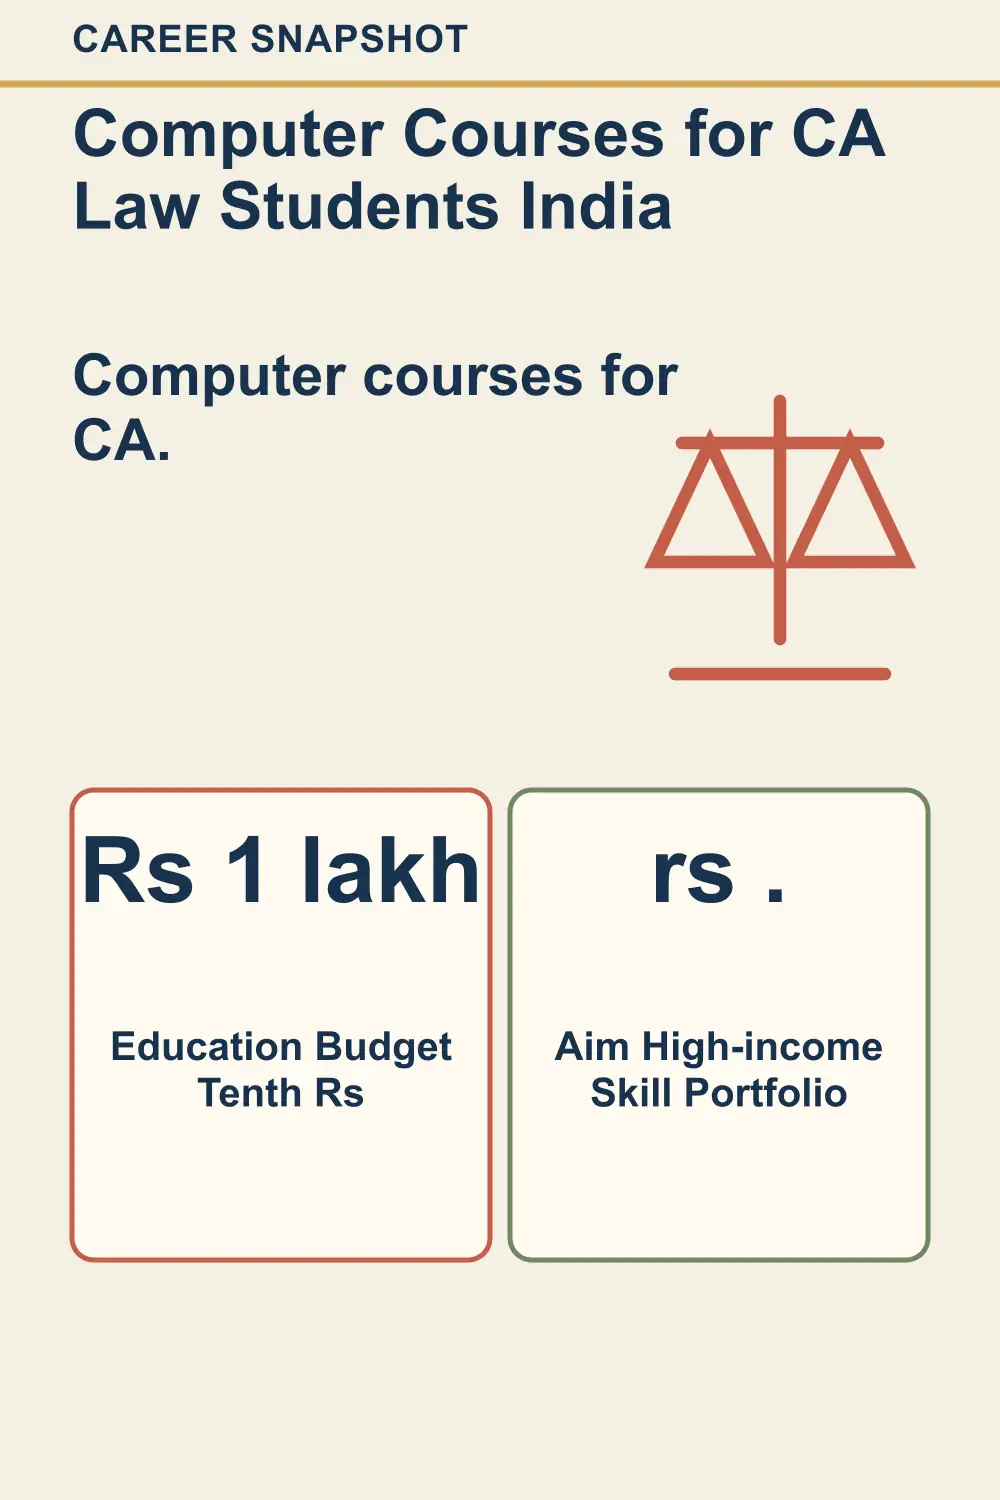 CAREER SNAPSHOT
Computer Courses for CA
Law Students India
Computer courses for
CA.
Rs 1 lakh
Education Budget
Tenth Rs
rs .
Aim High-income
Skill Portfolio